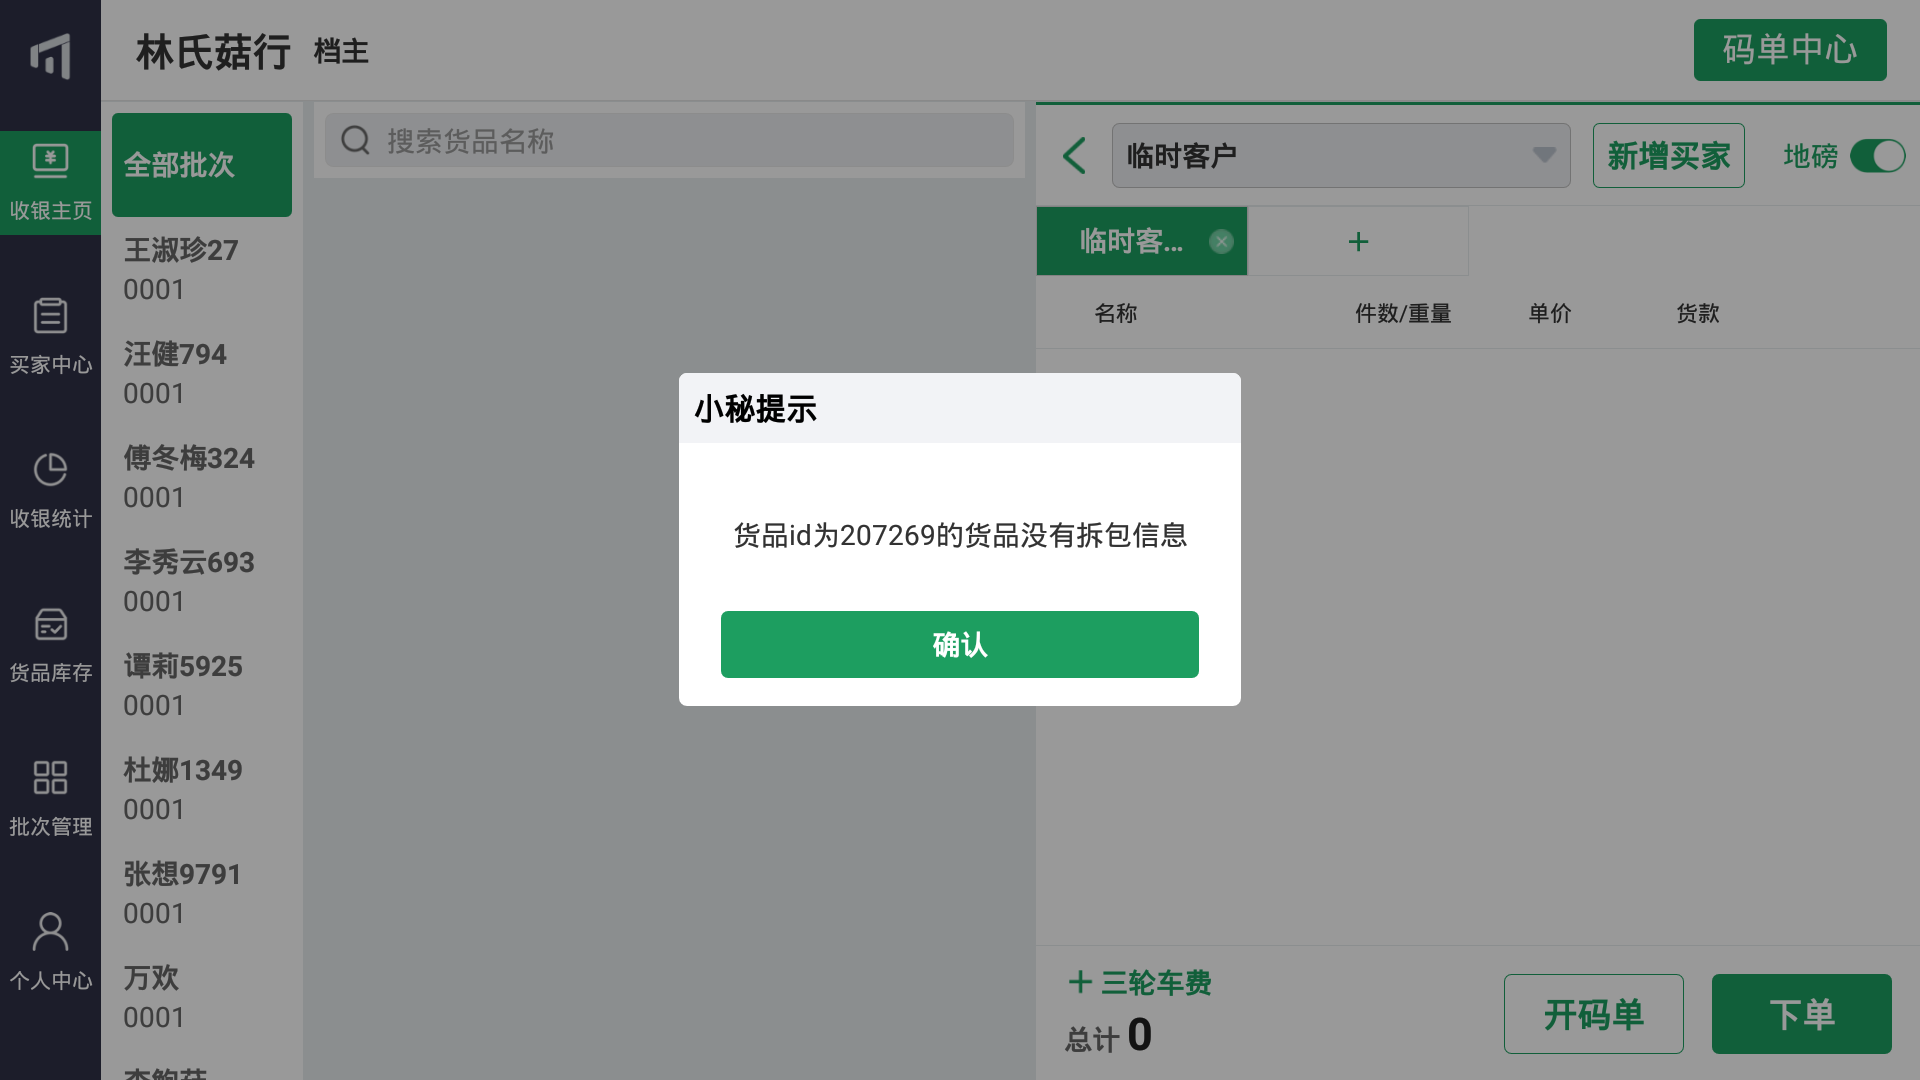 林氏菇行 档主
码单中心
收银主页
买家中心
收银统计
货品库存
批次管理
个人中心
全部批次
王淑珍27
0001
汪健794
0001
傅冬梅324
0001
李秀云693
0001
谭莉5925
0001
杜娜1349
0001
张想9791
0001
万欢
0001
搜索货品名称
临时客户
新增买家
地磅
临时客...
+
名称 件数/重量 单价 货款
小秘提示
货品id为207269的货品没有拆包信息
确认
+ 三轮车费
总计 0
开码单
下单